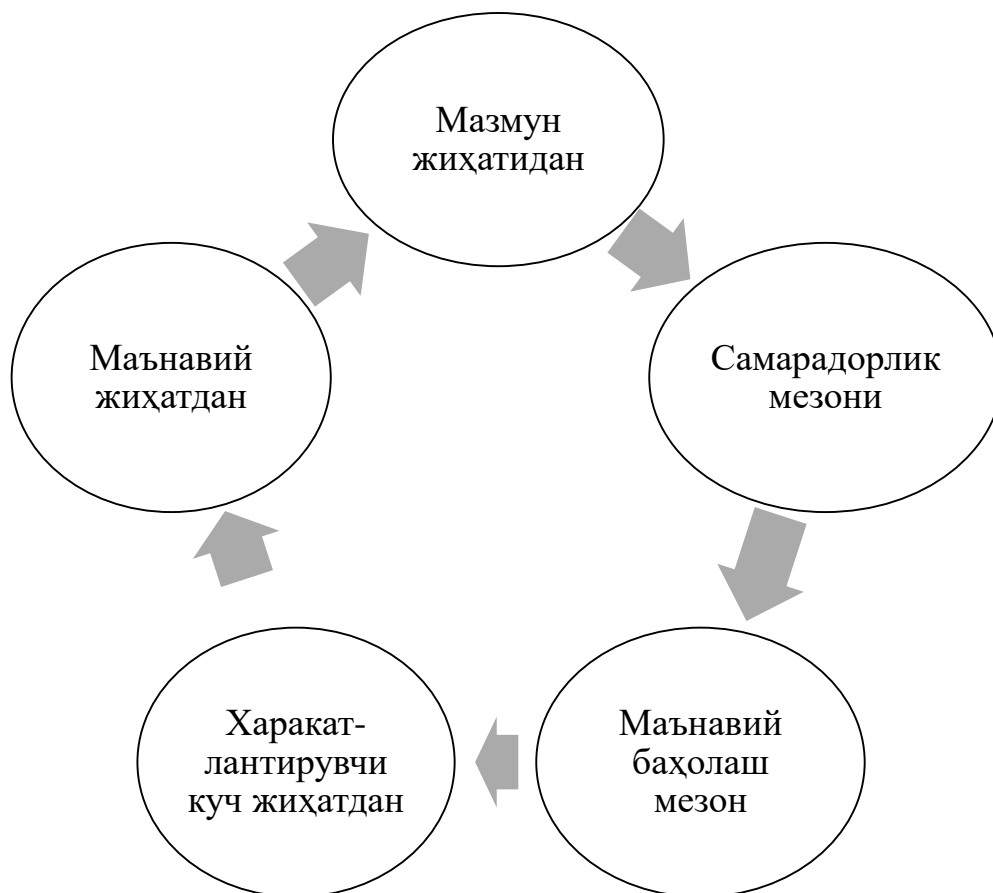 Мазмун
жиҳатидан
Самарадорлик
мезони
Маънавий
баҳолаш
мезон
Харакат-
лантирувчи
куч жиҳатдан
Маънавий
жиҳатдан